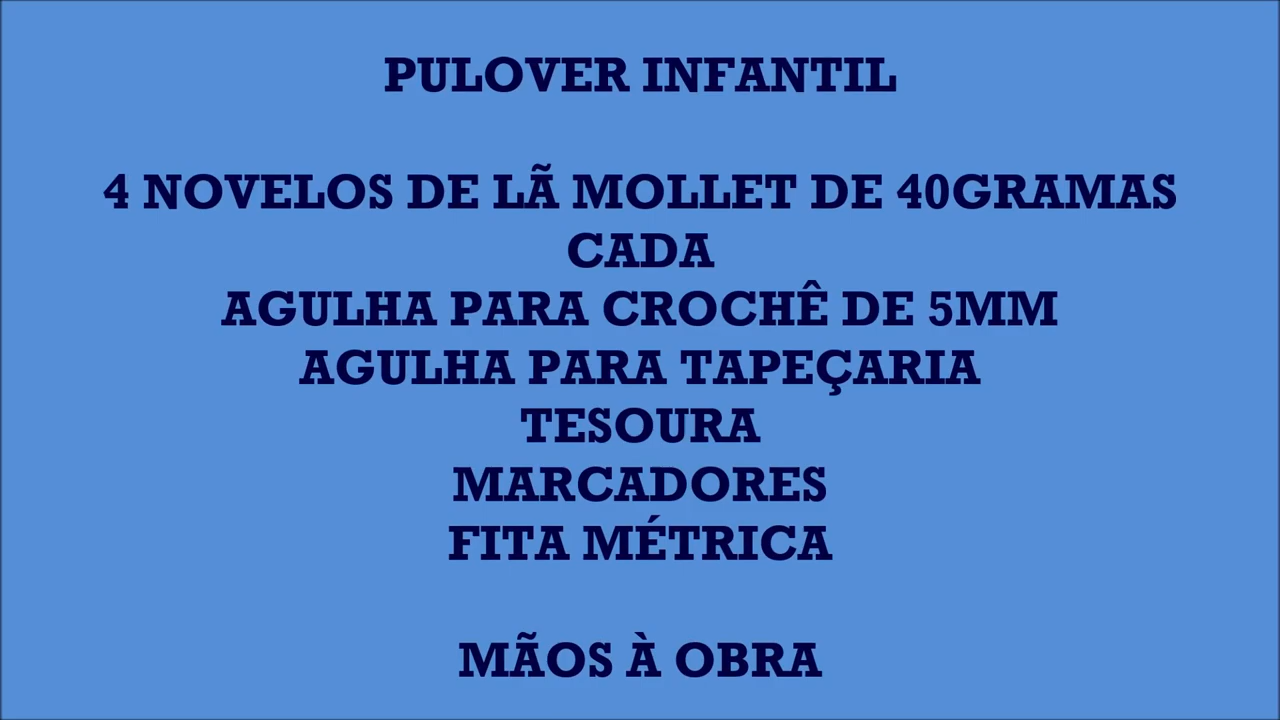 PULOVER INFANTIL
4 NOVELOS DE LÃ MOLLET DE 40GRAMAS
CADA
AGULHA PARA CROCHÊ DE 5MM
AGULHA PARA TAPEÇARIA
TESOURA
MARCADORES
FITA MÉTRICA
MÃOS À OBRA